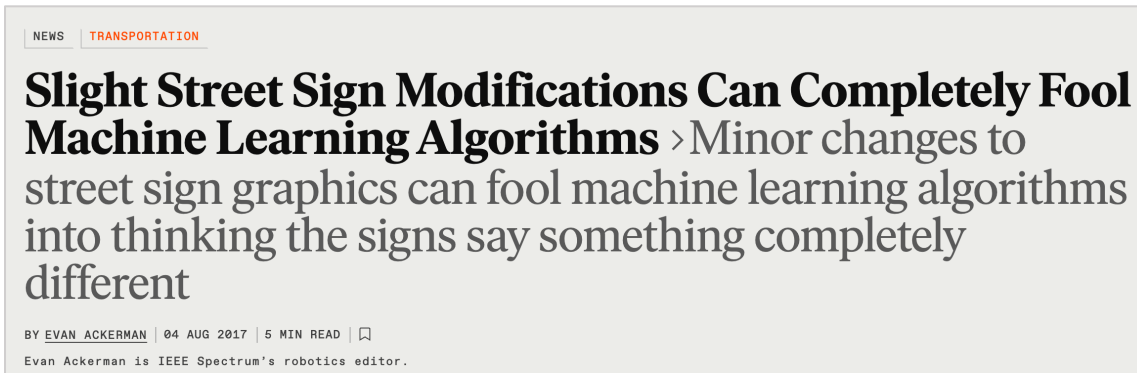 NEWS TRANSPORTATION
Slight Street Sign Modifications Can Completely Fool
Machine Learning Algorithms >Minor changes to
street sign graphics can fool machine learning algorithms
into thinking the signs say something completely
different
BY EVAN ACKERMAN 04 AUG 2017 5 MIN READ
Evan Ackerman is IEEE Spectrum's robotics editor.